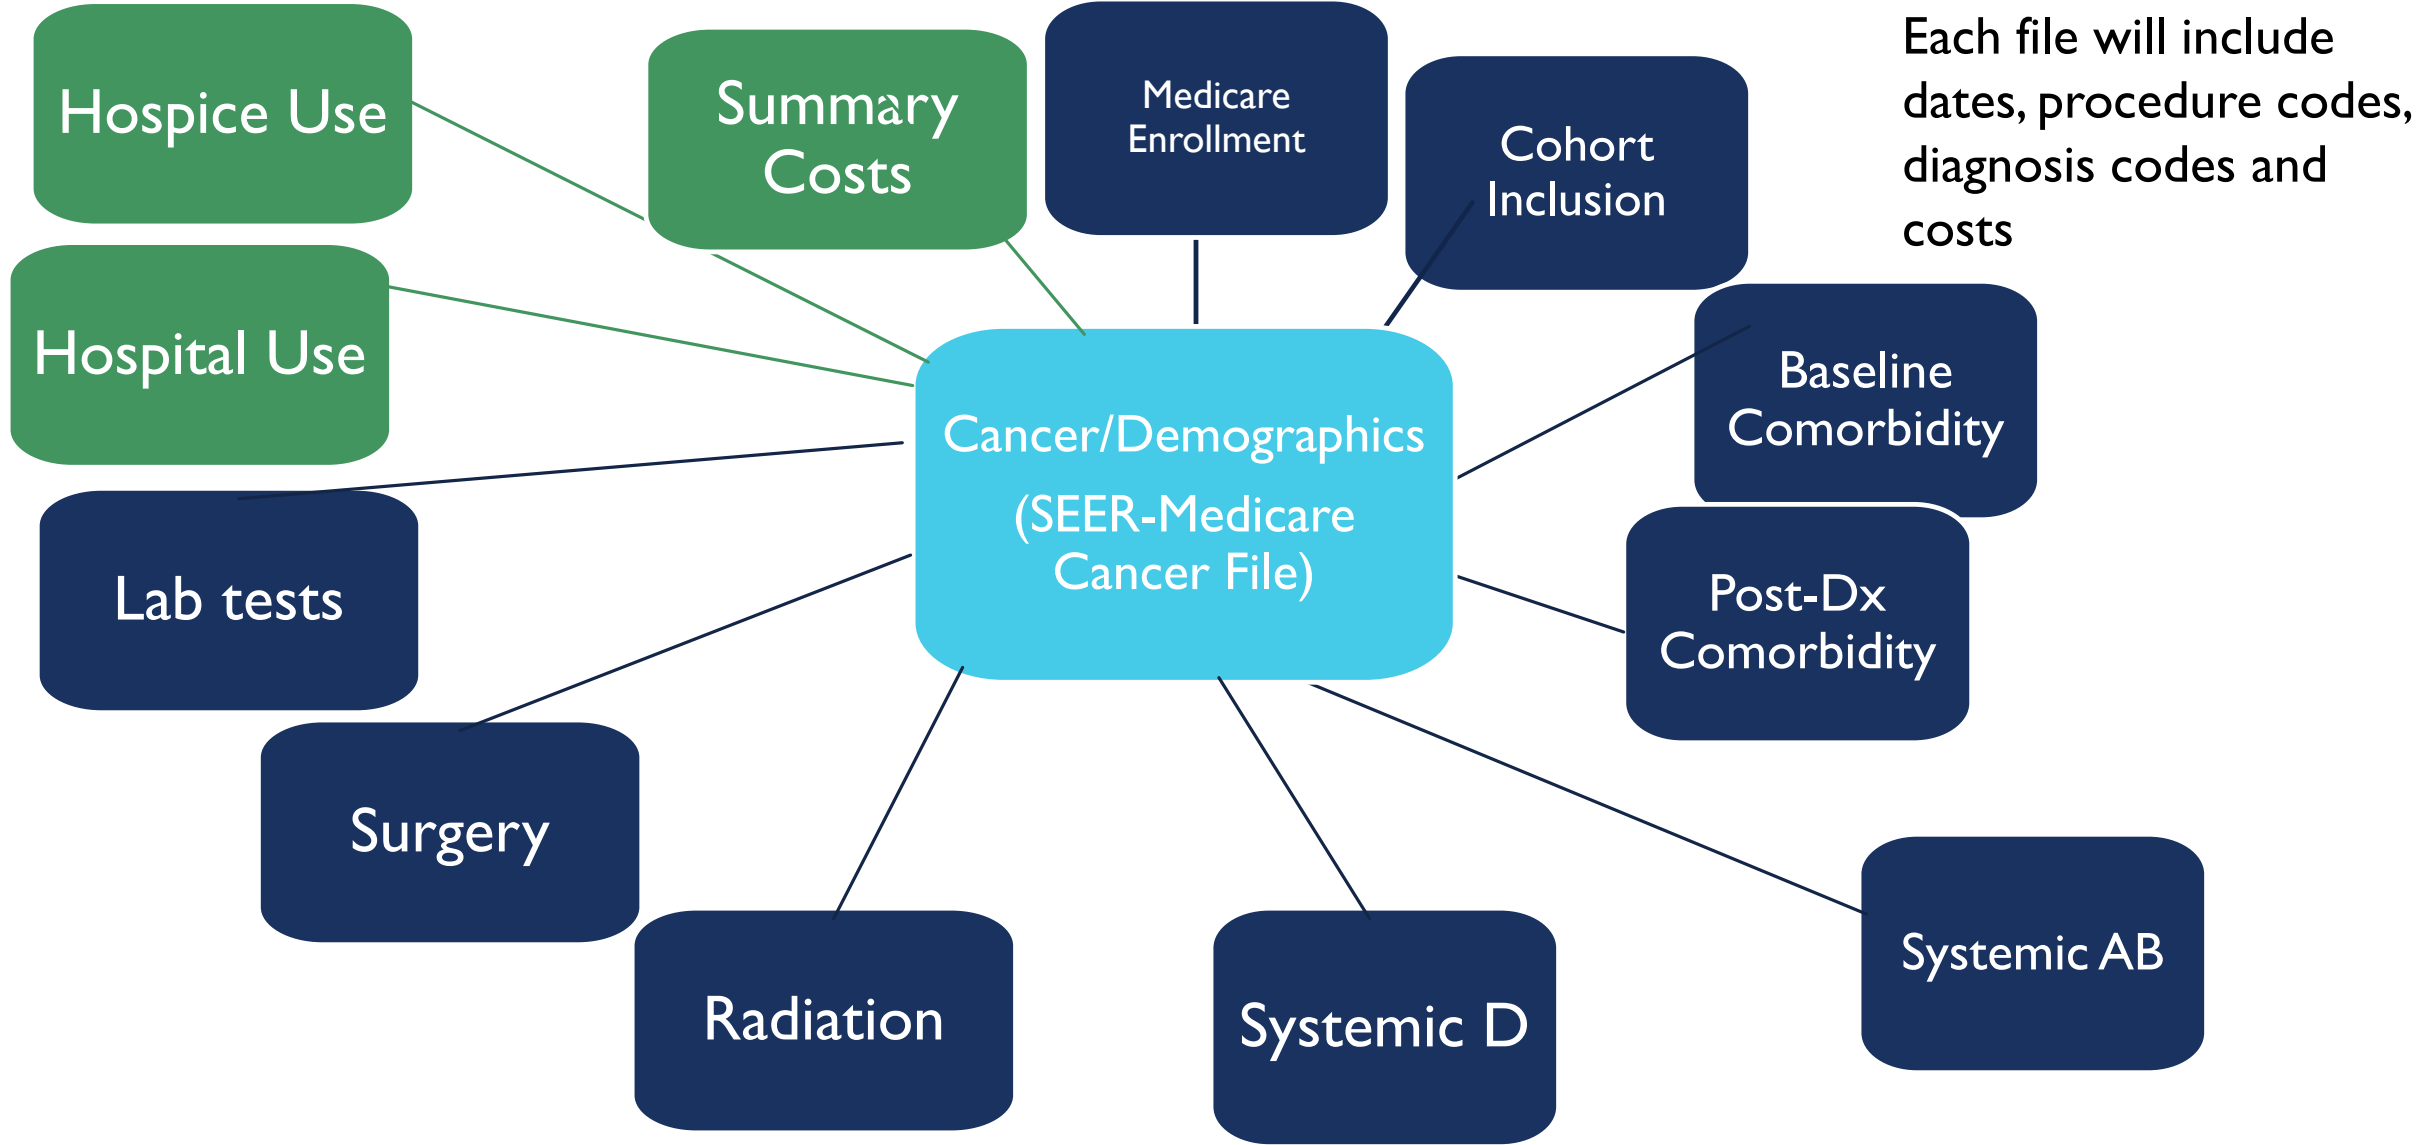 Hospice Use
Summary
Costs
Medicare
Enrollment
Cohort
Inclusion
Each file will include
dates, procedure codes,
diagnosis codes and
costs
Hospital Use
Baseline
Comorbidity
Cancer/Demographics
(SEER-Medicare
Cancer File)
Lab tests
Post-Dx
Comorbidity
Surgery
Radiation
Systemic D
Systemic AB